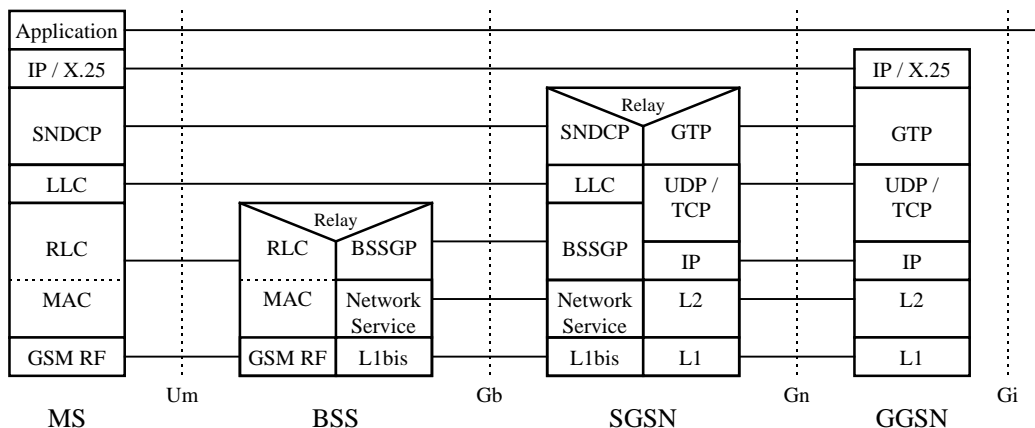 Application
IP / X.25
IP / X.25
Relay
SNDCP
SNDCP
GTP
GTP
LLC
LLC
UDP /
TCP
UDP /
TCP
Relay
RLC
RLC
BSSGP
BSSGP
IP
IP
MAC
MAC
Network
Service
Network
Service
L2
L2
GSM RF
GSM RF
L1bis
L1bis
L1
L1
Um
Gb
Gn
Gi
MS
BSS
SGSN
GGSN